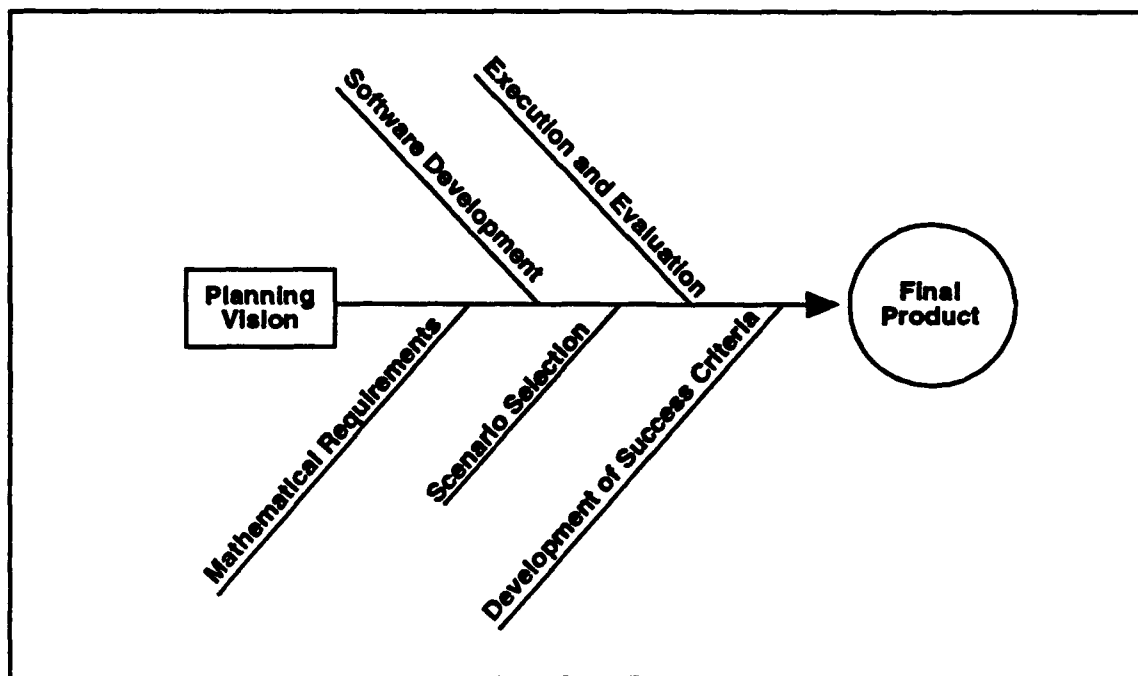 Software Development
Execution and Evaluation
Planning
Vision
Final
Product
Mathematical Requirements
Scenario Selection
Development of Success Criteria